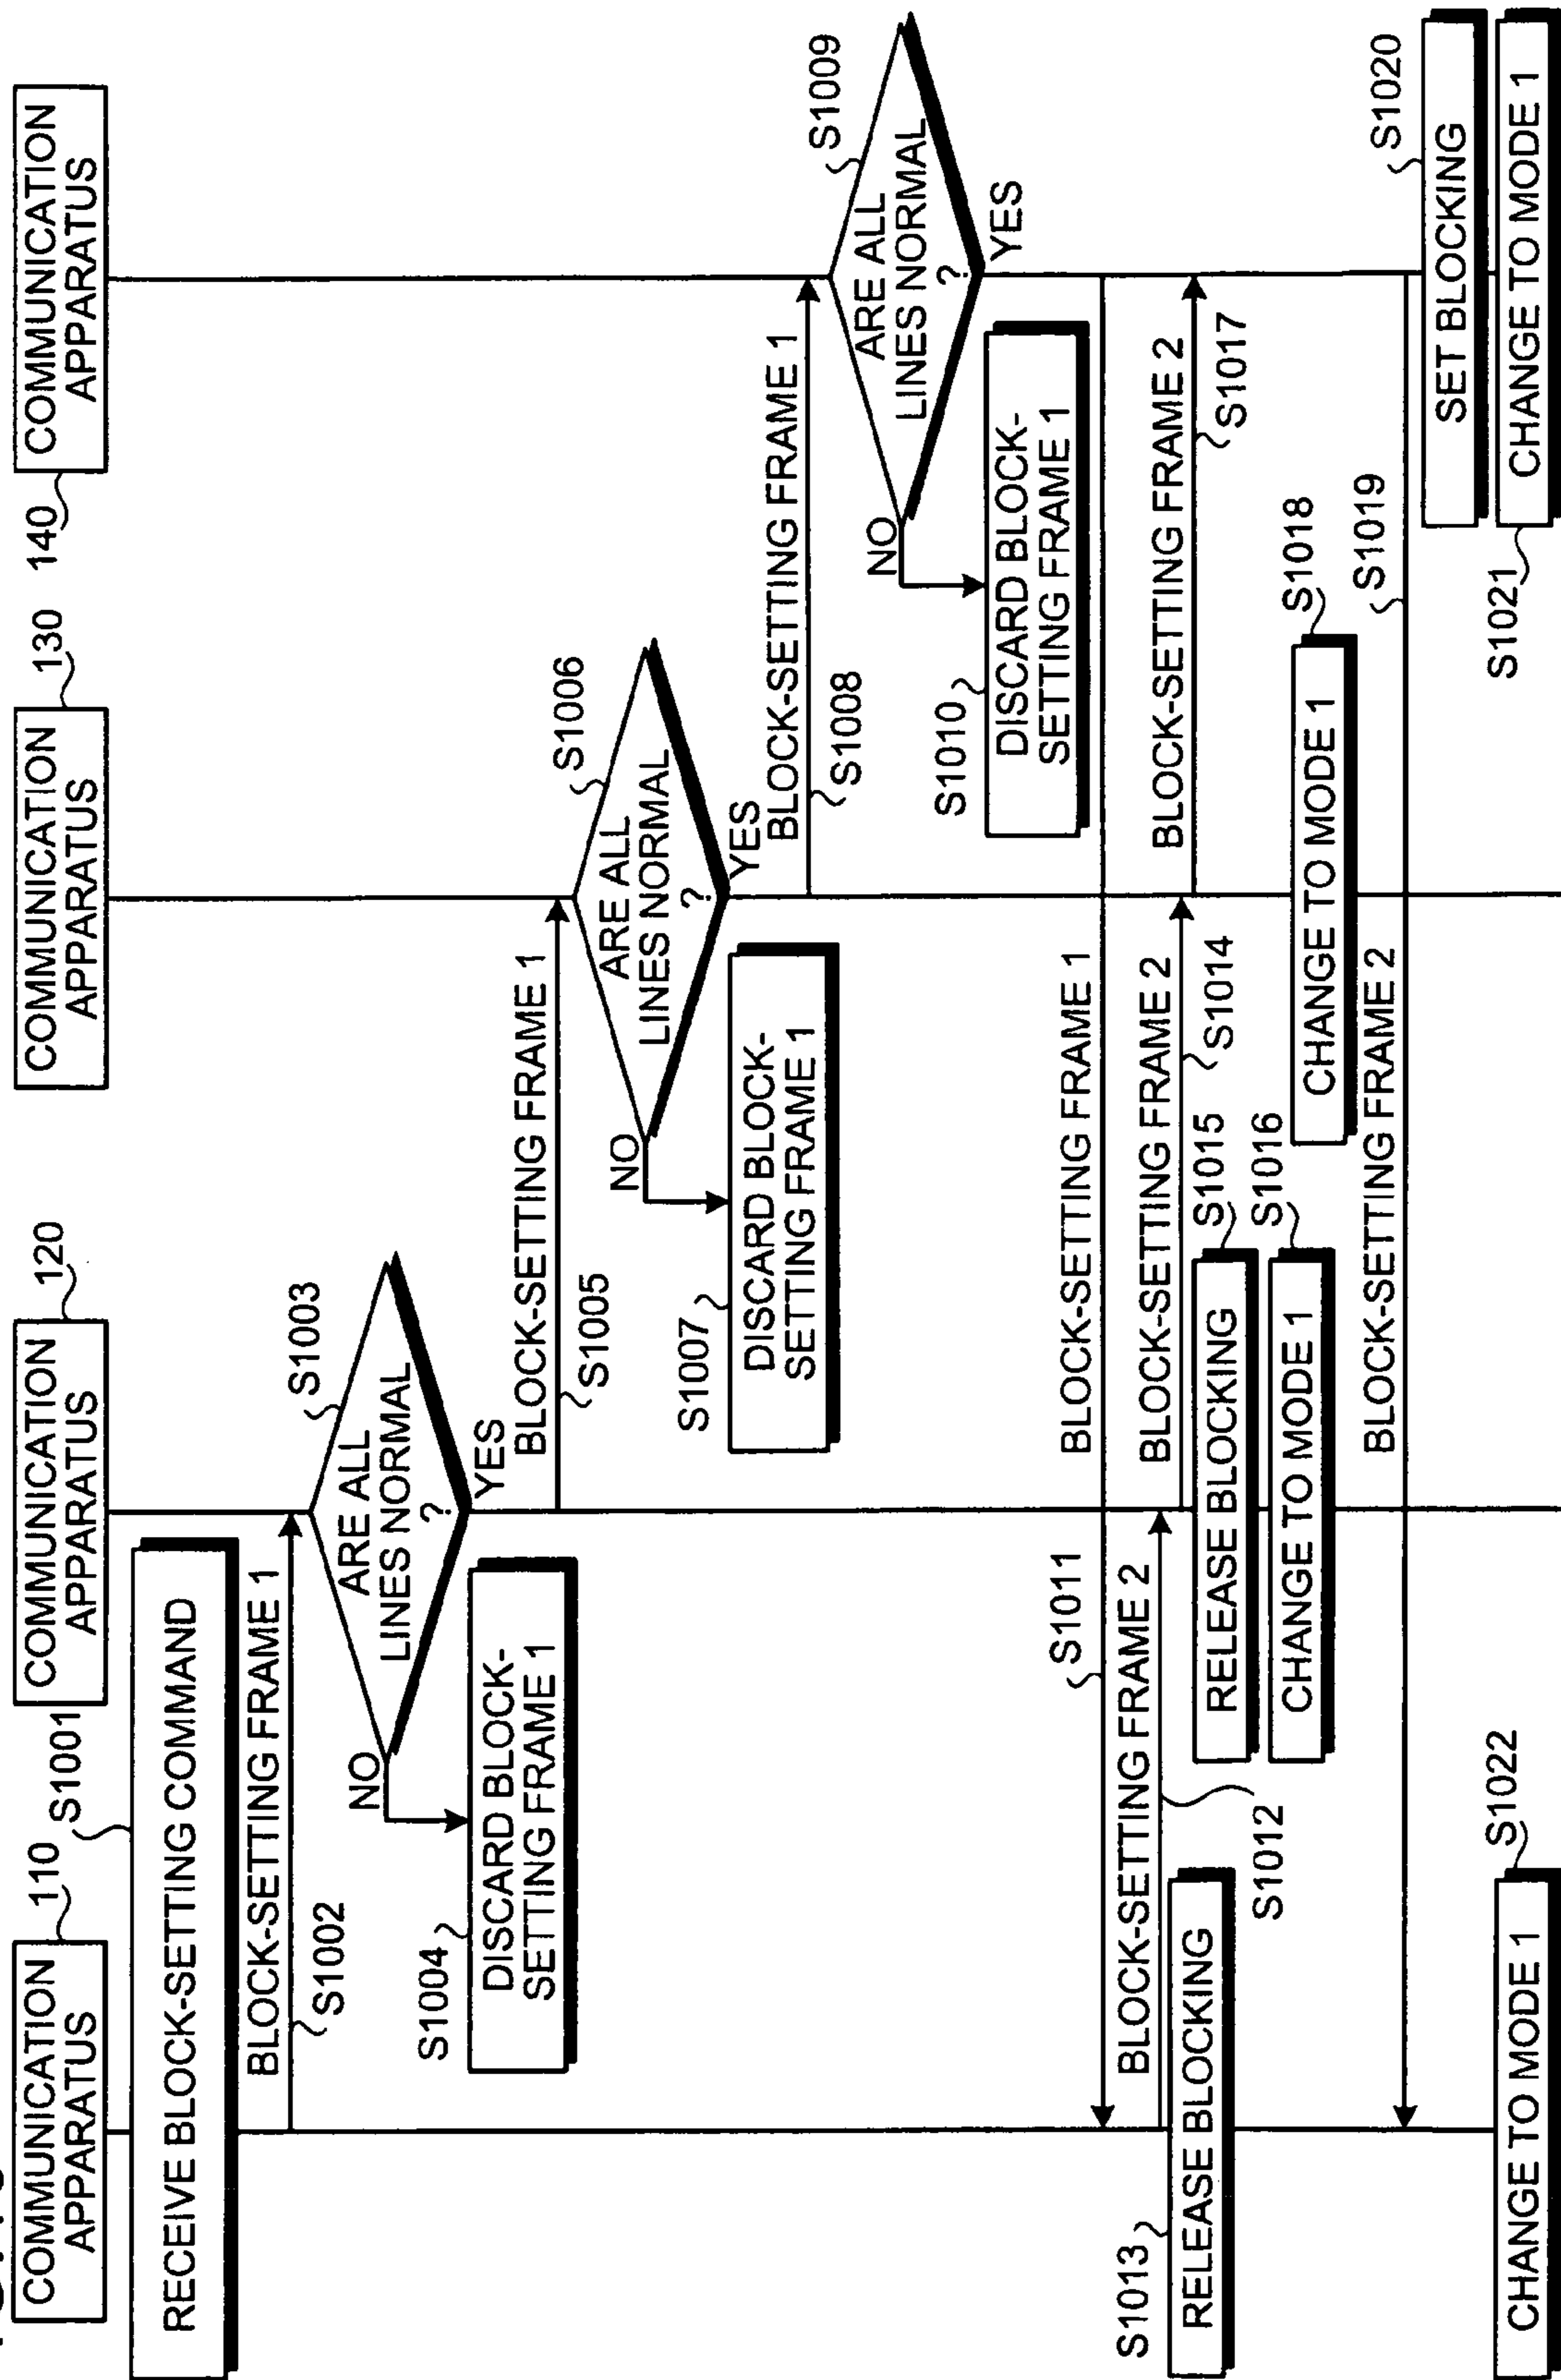 COMMUNICATION
APPARATUS
110
COMMUNICATION
APPARATUS
120
COMMUNICATION
APPARATUS
130
COMMUNICATION
APPARATUS
140
S1001
RECEIVE BLOCK-SETTING COMMAND
BLOCK-SETTING FRAME 1
S1002
ARE ALL
LINES NORMAL
?
S1003
NO
YES
S1004
DISCARD BLOCK-
SETTING FRAME 1
BLOCK-SETTING FRAME 1
S1005
ARE ALL
LINES NORMAL
?
S1006
NO
YES
S1007
DISCARD BLOCK-
SETTING FRAME 1
BLOCK-SETTING FRAME 1
S1008
ARE ALL
LINES NORMAL
?
S1009
NO
YES
S1010
DISCARD BLOCK-
SETTING FRAME 1
S1011
BLOCK-SETTING FRAME 1
BLOCK-SETTING FRAME 2
S1012
S1013
RELEASE BLOCKING
BLOCK-SETTING FRAME 2
S1014
RELEASE BLOCKING
S1015
CHANGE TO MODE 1
S1016
BLOCK-SETTING FRAME 2
S1017
CHANGE TO MODE 1
S1018
BLOCK-SETTING FRAME 2
S1019
SET BLOCKING
S1020
CHANGE TO MODE 1
S1021
CHANGE TO MODE 1
S1022